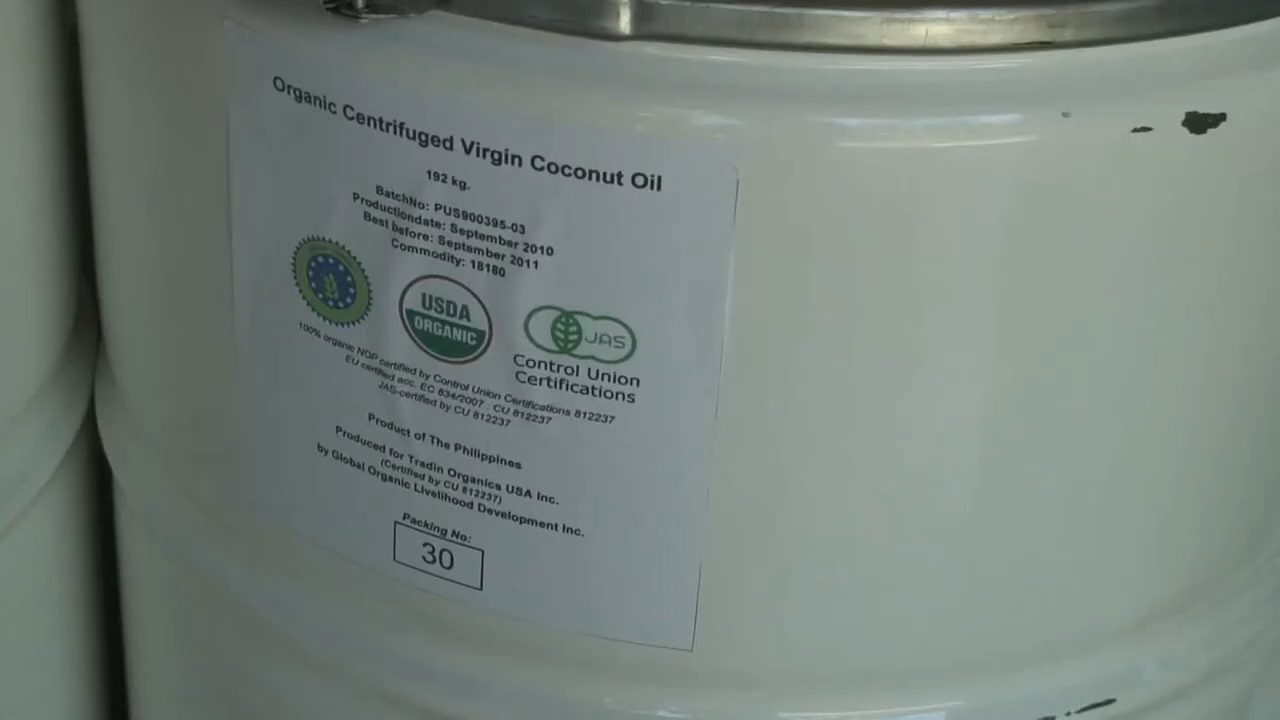 Organic Centrifuged Virgin Coconut Oil
192 kg.
BatchNo: PUS900395-03
Productiondate: September 2010
Best before: September 2011
Commodity: 18180
USDA
ORGANIC
JAS
Control Union
Certifications
100% organic NOP certified by Control Union Certifications 812237
EU certified acc. EC 834/2007 . CU 812237
JAS-certified by CU 812237
Product of The Philippines
Produced for Tradin Organics USA Inc.
(Certified by CU 812237)
by Global Organic Livelihood Development Inc.
Packing No:
30